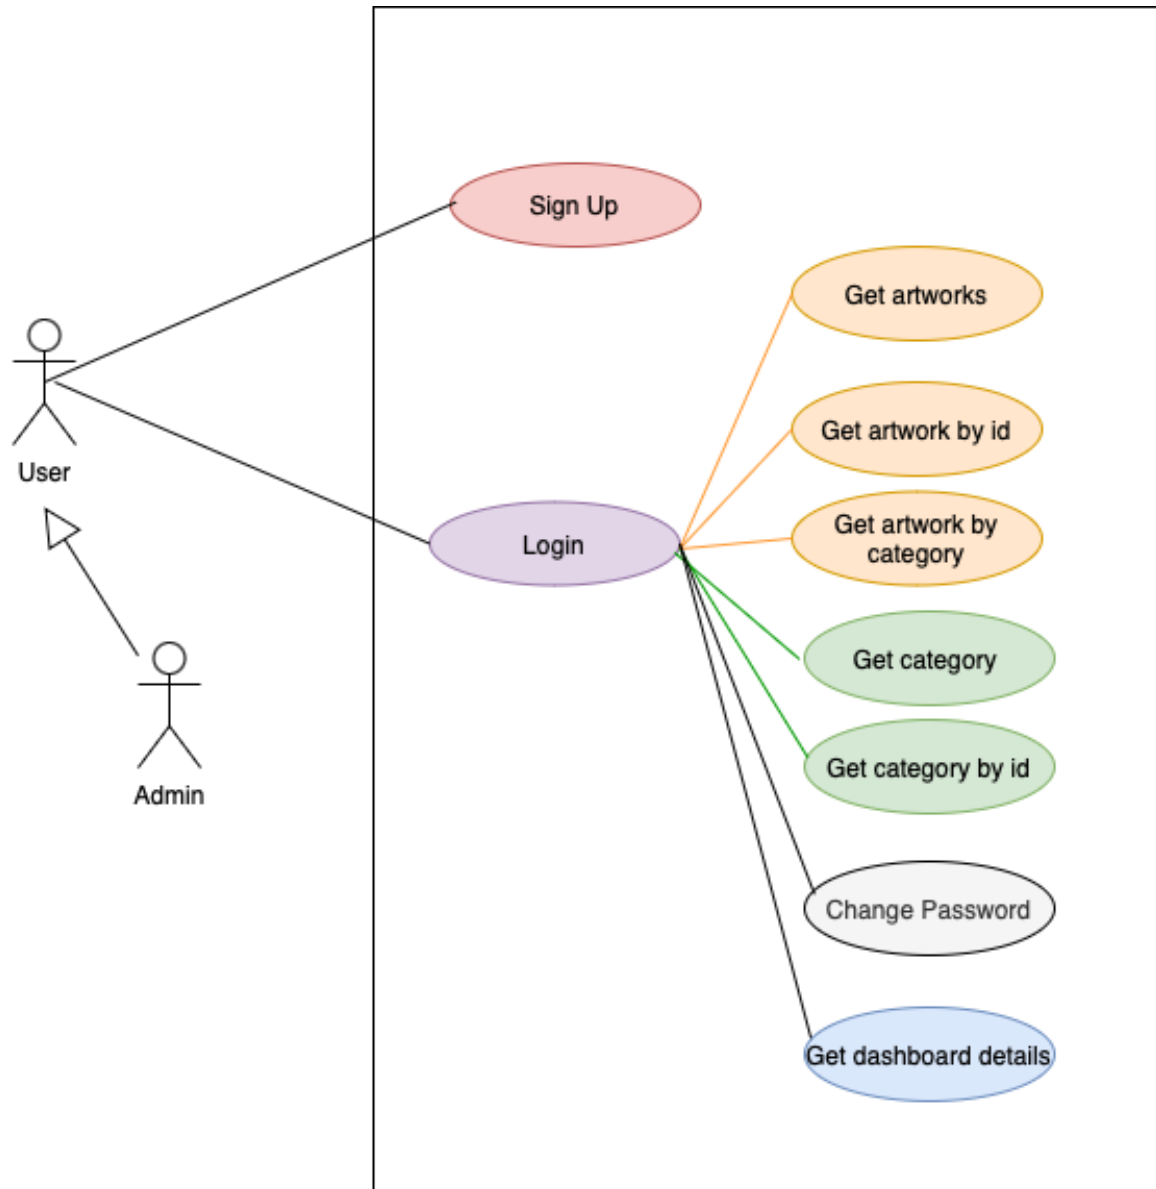 Sign Up
Get artworks
Get artwork by id
User
Get artwork by
category
Login
Get category
Get category by id
Admin
Change Password
Get dashboard details